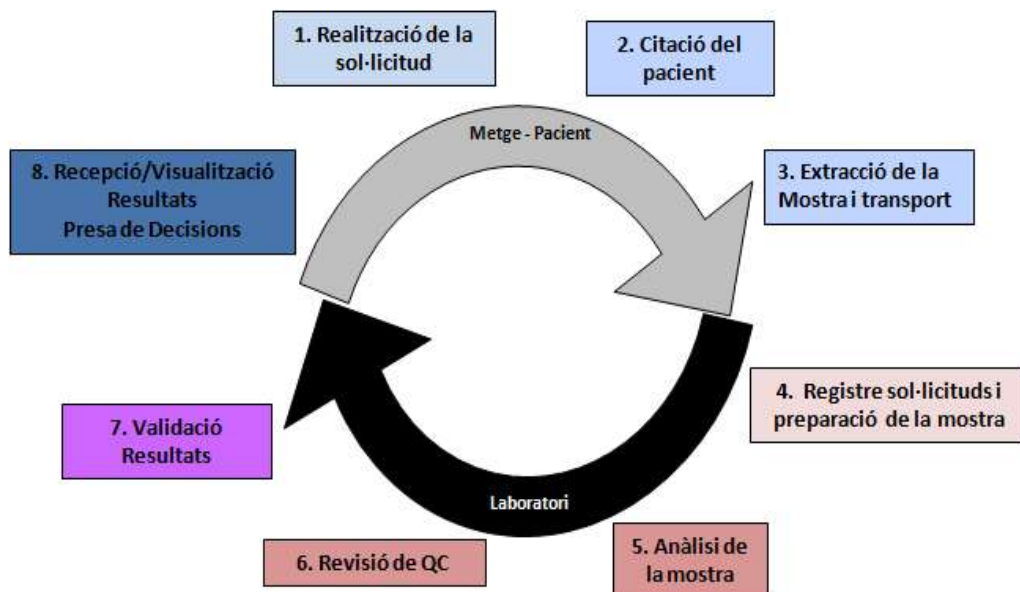 1. Realització de la
sol·licitud
2. Citació del
pacient
Metge - Pacient
3. Extracció de la
Mostra i transport
8. Recepció/Visualització
Resultats
Presa de Decisions
4. Registre sol·licituds i
preparació de la mostra
7. Validació
Resultats
Laboratori
5. Anàlisi de
la mostra
6. Revisió de QC